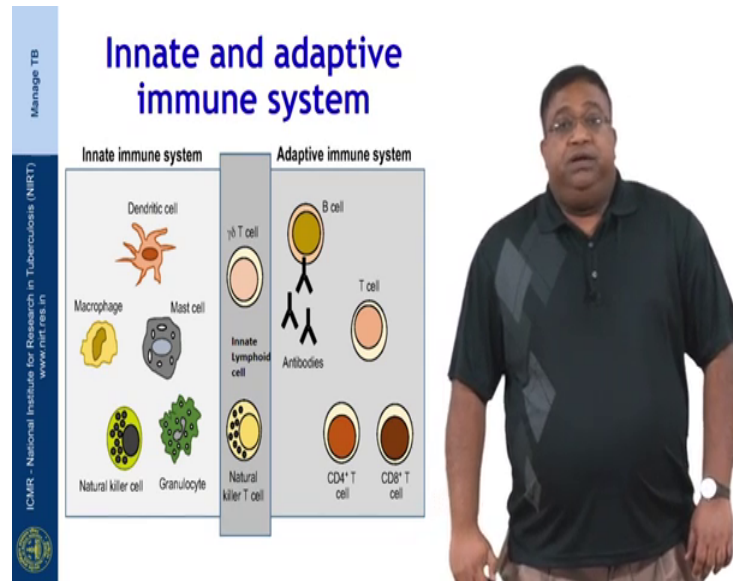 Manage TB
ICMR - National Institute for Research in Tuberculosis (NIRT)
www.nirt.res.in
Innate and adaptive
immune system
Innate immune system
Adaptive immune system
Dendritic cell
Macrophage
Mast cell
Natural killer cell
Granulocyte
γδ T cell
Innate
Lymphoid
cell
Natural
killer T cell
B cell
Antibodies
T cell
CD4+ T
cell
CD8+ T
cell